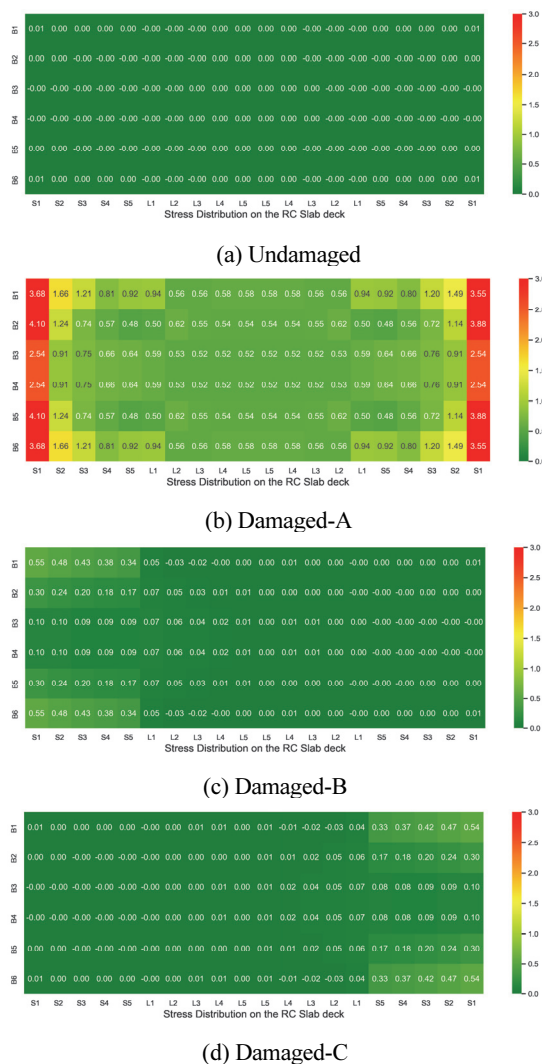 B1 0.01 0.00 0.00 0.00 0.00 -0.00 -0.00 -0.00 0.00 0.00 0.00 0.00 -0.00 -0.00 -0.00 0.00 0.00 0.00 0.00 0.01
B2 0.00 0.00 -0.00 -0.00 -0.00 -0.00 -0.00 0.00 0.00 0.00 0.00 0.00 0.00 -0.00 -0.00 -0.00 -0.00 -0.00 0.00 0.00
B3 -0.00 -0.00 -0.00 -0.00 -0.00 -0.00 -0.00 0.00 0.00 0.00 0.00 0.00 0.00 -0.00 -0.00 -0.00 -0.00 -0.00 -0.00 -0.00
B4 -0.00 -0.00 -0.00 -0.00 -0.00 -0.00 -0.00 0.00 0.00 0.00 0.00 0.00 0.00 -0.00 -0.00 -0.00 -0.00 -0.00 -0.00 -0.00
B5 0.00 0.00 -0.00 -0.00 -0.00 -0.00 -0.00 0.00 0.00 0.00 0.00 0.00 0.00 -0.00 -0.00 -0.00 -0.00 -0.00 0.00 0.00
B6 0.01 0.00 0.00 0.00 0.00 -0.00 -0.00 -0.00 0.00 0.00 0.00 0.00 -0.00 -0.00 -0.00 0.00 0.00 0.00 0.00 0.01
S1 S2 S3 S4 S5 L1 L2 L3 L4 L5 L5 L4 L3 L2 L1 S5 S4 S3 S2 S1
Stress Distribution on the RC Slab deck
3.0
2.5
2.0
1.5
1.0
0.5
0.0
(a) Undamaged
B1 3.68 1.66 1.21 0.81 0.92 0.94 0.56 0.56 0.58 0.58 0.58 0.58 0.56 0.56 0.94 0.92 0.80 1.20 1.49 3.55
B2 4.10 1.24 0.74 0.57 0.48 0.50 0.62 0.55 0.54 0.55 0.55 0.54 0.55 0.62 0.50 0.48 0.56 0.72 1.14 3.88
B3 2.54 0.91 0.75 0.66 0.64 0.59 0.53 0.52 0.52 0.52 0.52 0.52 0.52 0.53 0.59 0.64 0.66 0.76 0.91 2.54
B4 2.54 0.91 0.75 0.66 0.64 0.59 0.53 0.52 0.52 0.52 0.52 0.52 0.52 0.53 0.59 0.64 0.66 0.76 0.91 2.54
B5 4.10 1.24 0.74 0.57 0.48 0.50 0.62 0.55 0.54 0.55 0.55 0.54 0.55 0.62 0.50 0.48 0.56 0.72 1.14 3.88
B6 3.68 1.66 1.21 0.81 0.92 0.94 0.56 0.56 0.58 0.58 0.58 0.58 0.56 0.56 0.94 0.92 0.80 1.20 1.49 3.55
S1 S2 S3 S4 S5 L1 L2 L3 L4 L5 L5 L4 L3 L2 L1 S5 S4 S3 S2 S1
Stress Distribution on the RC Slab deck
3.0
2.5
2.0
1.5
1.0
0.5
0.0
(b) Damaged-A
B1 0.55 0.48 0.43 0.38 0.34 0.05 -0.03 -0.02 -0.00 0.00 0.00 0.01 0.00 0.00 -0.00 0.00 0.00 0.00 0.00 0.01
B2 0.30 0.24 0.20 0.18 0.17 0.07 0.05 0.03 0.01 0.01 0.00 0.00 0.00 0.00 -0.00 0.00 -0.00 -0.00 0.00 0.00
B3 0.10 0.10 0.09 0.09 0.09 0.07 0.06 0.04 0.02 0.01 0.00 0.01 0.01 0.00 -0.00 0.00 -0.00 -0.00 -0.00 -0.00
B4 0.10 0.10 0.09 0.09 0.09 0.07 0.06 0.04 0.02 0.01 0.00 0.01 0.01 0.00 -0.00 -0.00 -0.00 -0.00 -0.00 -0.00
B5 0.30 0.24 0.20 0.18 0.17 0.07 0.05 0.03 0.01 0.01 0.00 0.00 0.00 0.00 -0.00 0.00 -0.00 -0.00 0.00 0.00
B6 0.55 0.48 0.43 0.38 0.34 0.05 -0.03 -0.02 -0.00 0.00 0.00 0.01 0.00 0.00 -0.00 0.00 0.00 0.00 0.00 0.01
S1 S2 S3 S4 S5 L1 L2 L3 L4 L5 L5 L4 L3 L2 L1 S5 S4 S3 S2 S1
Stress Distribution on the RC Slab deck
3.0
2.5
2.0
1.5
1.0
0.5
0.0
(c) Damaged-B
B1 0.01 0.00 0.00 0.00 0.00 -0.00 0.00 0.01 0.01 0.00 0.01 -0.01 -0.02 -0.03 0.04 0.33 0.37 0.42 0.47 0.54
B2 0.00 0.00 -0.00 -0.00 0.00 -0.00 0.00 0.00 0.00 0.00 0.01 0.01 0.02 0.05 0.06 0.17 0.18 0.20 0.24 0.30
B3 -0.00 -0.00 -0.00 -0.00 -0.00 -0.00 0.00 0.00 0.01 0.00 0.01 0.02 0.04 0.05 0.07 0.08 0.08 0.09 0.09 0.10
B4 -0.00 -0.00 -0.00 -0.00 -0.00 -0.00 0.00 0.00 0.01 0.00 0.01 0.02 0.04 0.05 0.07 0.08 0.08 0.09 0.09 0.10
B5 0.00 0.00 -0.00 -0.00 0.00 -0.00 0.00 0.00 0.00 0.00 0.01 0.01 0.02 0.05 0.06 0.17 0.18 0.20 0.24 0.30
B6 0.01 0.00 0.00 0.00 0.00 -0.00 0.00 0.01 0.01 0.00 0.01 -0.01 -0.02 -0.03 0.04 0.33 0.37 0.42 0.47 0.54
S1 S2 S3 S4 S5 L1 L2 L3 L4 L5 L5 L4 L3 L2 L1 S5 S4 S3 S2 S1
Stress Distribution on the RC Slab deck
3.0
2.5
2.0
1.5
1.0
0.5
0.0
(d) Damaged-C